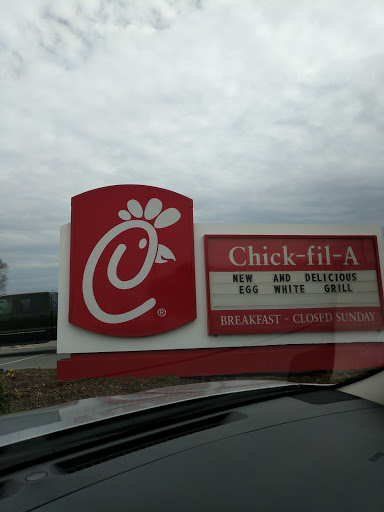 Chick-fil-A
NEW AND DELICIOUS
EGG WHITE GRILL
BREAKFAST - CLOSED SUNDAY
®